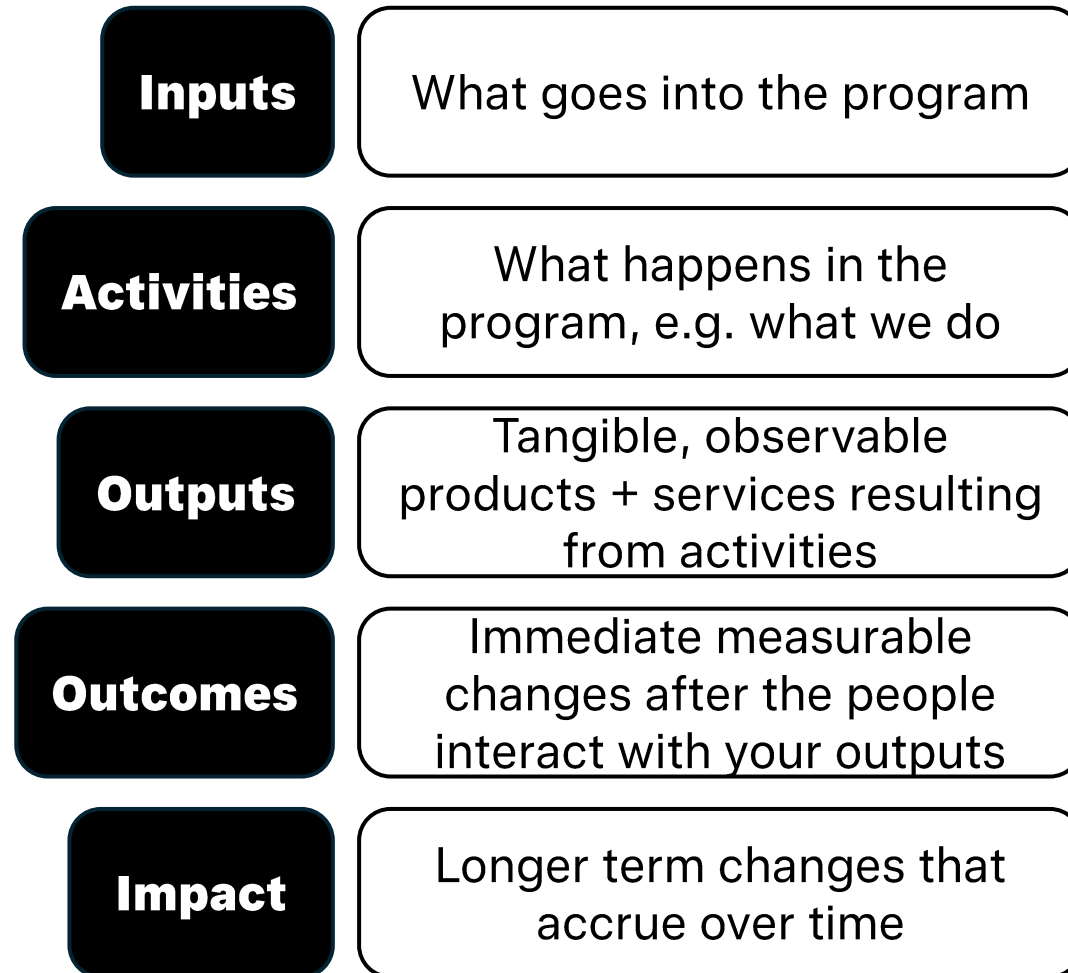 Inputs
What goes into the program
Activities
What happens in the
program, e.g. what we do
Outputs
Tangible, observable
products + services resulting
from activities
Outcomes
Immediate measurable
changes after the people
interact with your outputs
Impact
Longer term changes that
accrue over time